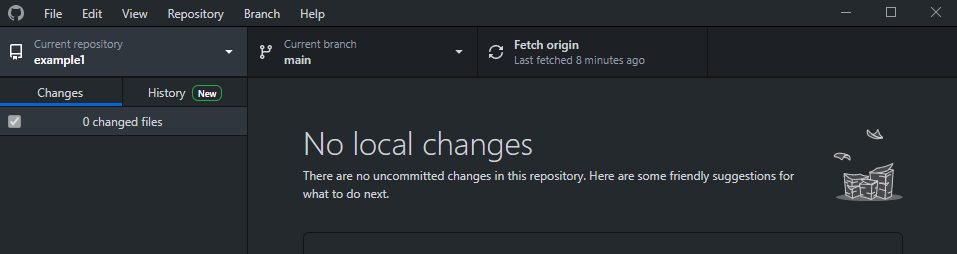 File Edit View Repository Branch Help
Current repository
example1
Current branch
main
Fetch origin
Last fetched 8 minutes ago
Changes
History New
0 changed files
No local changes
There are no uncommitted changes in this repository. Here are some friendly suggestions for
what to do next.